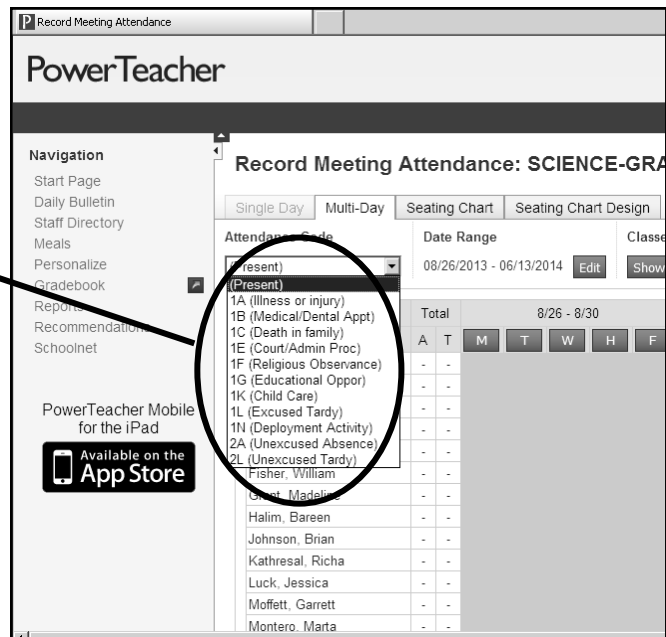 Record Meeting Attendance
PowerTeacher
Navigation
Start Page
Daily Bulletin
Staff Directory
Meals
Personalize
Gradebook
Reports
Recommendations
Schoolnet
PowerTeacher Mobile
for the iPad
Available on the
App Store
Record Meeting Attendance: SCIENCE-GRA
Single Day Multi-Day Seating Chart Seating Chart Design
Attendance Code Date Range Classe
(Present) 08/26/2013 - 06/13/2014 Edit Show
(Present)
1A (Illness or injury)
1B (Medical/Dental Appt)
1C (Death in family)
1E (Court/Admin Proc)
1F (Religious Observance)
1G (Educational Oppor)
1K (Child Care)
1L (Excused Tardy)
1N (Deployment Activity)
2A (Unexcused Absence)
2L (Unexcused Tardy)
Total 8/26 - 8/30
A T M T W H F
Fisher, William
Grant, Madeline - -
Halim, Bareen - -
Johnson, Brian - -
Kathresal, Richa - -
Luck, Jessica - -
Moffett, Garrett - -
Montero, Marta - -